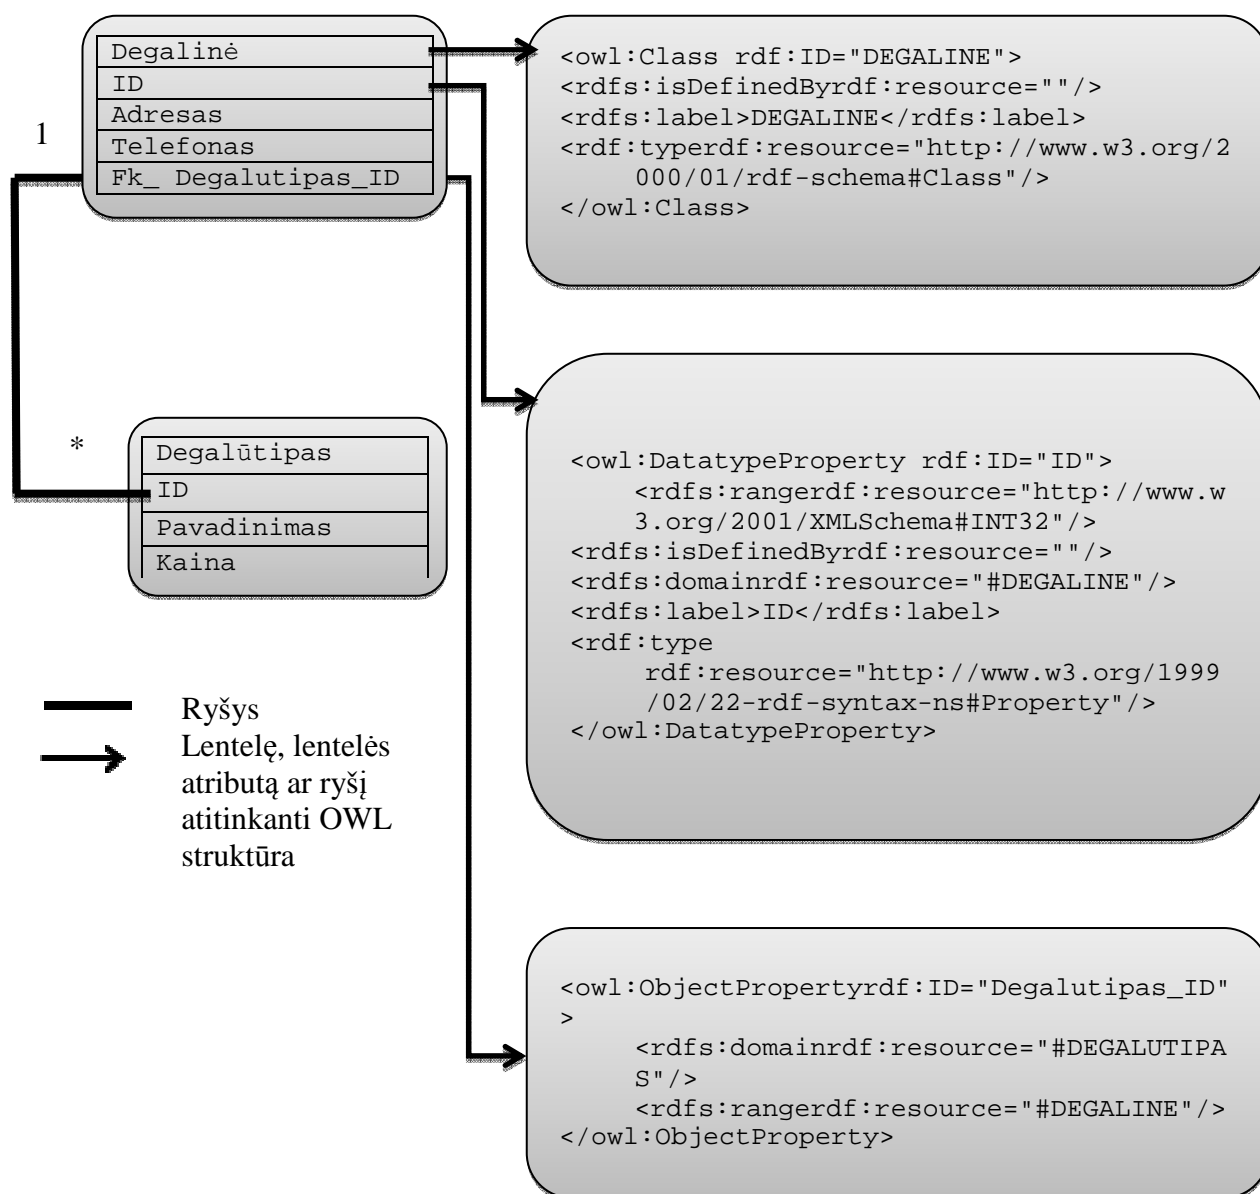 Degalinė
ID
Adresas
Telefonas
Fk_ Degalutipas_ID
1
*
Degalūtipas
ID
Pavadinimas
Kaina
Ryšys
Lentelę, lentelės
atributą ar ryšį
atitinkanti OWL
struktūra
<owl:Class rdf:ID="DEGALINE">
<rdfs:isDefinedByrdf:resource=""/>
<rdfs:label>DEGALINE</rdfs:label>
<rdf:typerdf:resource="http://www.w3.org/2
000/01/rdf-schema#Class"/>
</owl:Class>
<owl:DatatypeProperty rdf:ID="ID">
<rdfs:rangerdf:resource="http://www.w
3.org/2001/XMLSchema#INT32"/>
<rdfs:isDefinedByrdf:resource=""/>
<rdfs:domainrdf:resource="#DEGALINE"/>
<rdfs:label>ID</rdfs:label>
<rdf:type
rdf:resource="http://www.w3.org/1999
/02/22-rdf-syntax-ns#Property"/>
</owl:DatatypeProperty>
<owl:ObjectPropertyrdf:ID="Degalutipas_ID"
>
<rdfs:domainrdf:resource="#DEGALUTIPA
S"/>
<rdfs:rangerdf:resource="#DEGALINE"/>
</owl:ObjectProperty>